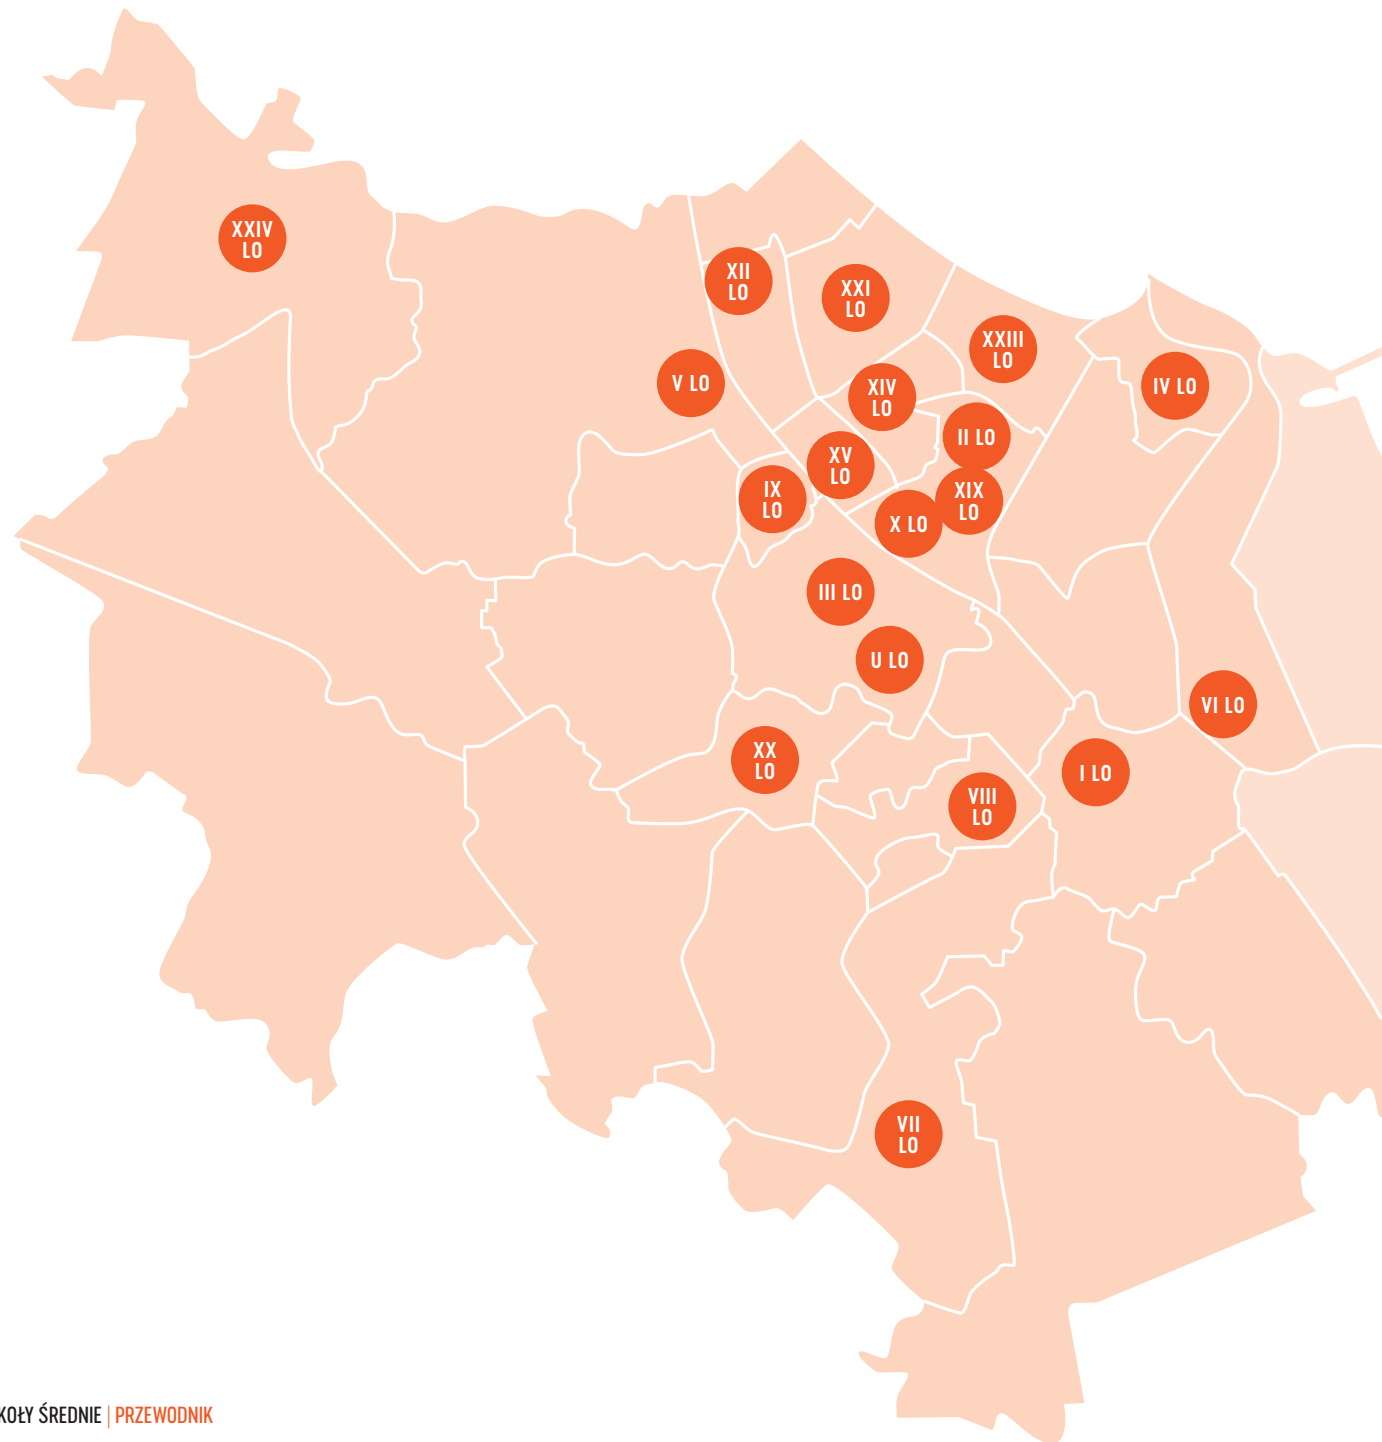 XXIV
LO
XII
LO
XXI
LO
XXIII
LO
V LO
XIV
LO
IV LO
II LO
XV
LO
IX
LO
XIX
LO
X LO
III LO
U LO
VI LO
XX
LO
I LO
VIII
LO
VII
LO
KOŁY ŚREDNIE | PRZEWODNIK